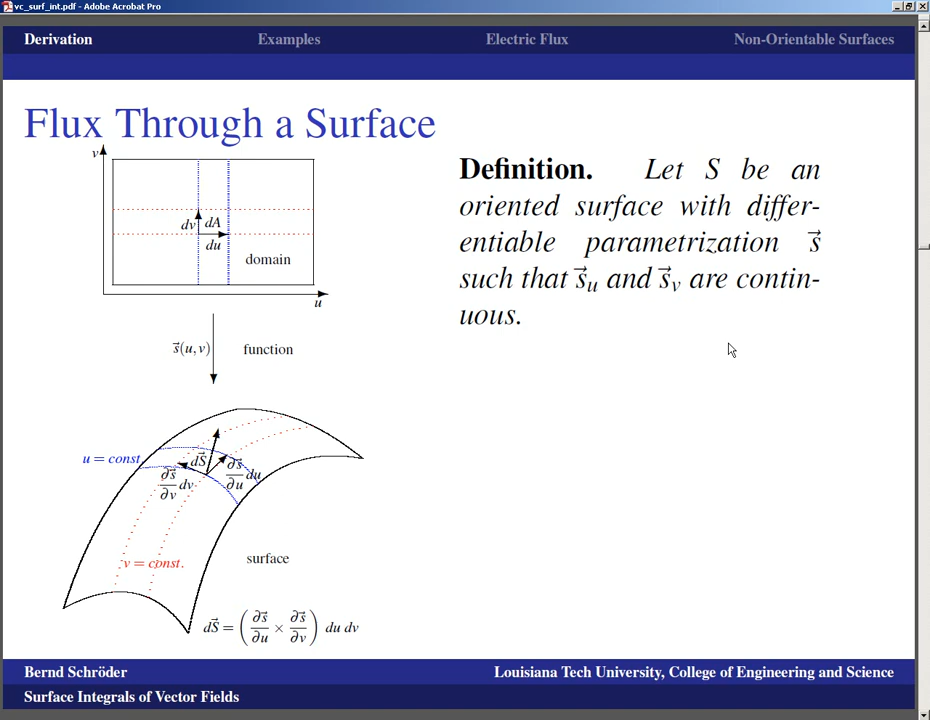 vc_surf_int.pdf - Adobe Acrobat Pro
Derivation Examples Electric Flux Non-Orientable Surfaces
Flux Through a Surface
v
dv dA
du
domain
u
s⃗(u,v) function
u = const.
dS⃗
∂s⃗/∂v dv
∂s⃗/∂u du
v = const.
surface
dS⃗ = (∂s⃗/∂u × ∂s⃗/∂v) du dv
Definition. Let S be an
oriented surface with differ-
entiable parametrization s⃗
such that s⃗ᵤ and s⃗ᵥ are contin-
uous.
Bernd Schröder Louisiana Tech University, College of Engineering and Science
Surface Integrals of Vector Fields